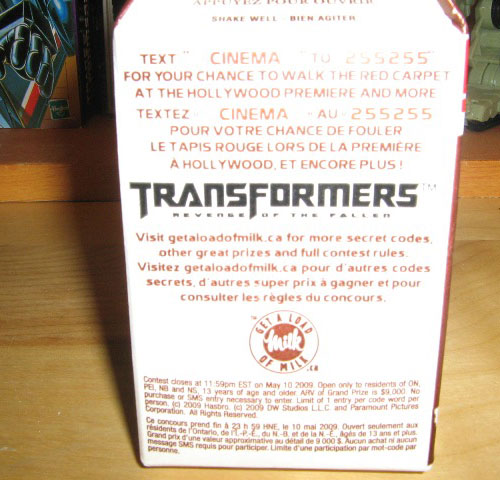 APPUYEZ POUR OUVRIR
SHAKE WELL · BIEN AGITER
TEXT " CINEMA " TO 255255
FOR YOUR CHANCE TO WALK THE RED CARPET
AT THE HOLLYWOOD PREMIERE AND MORE
TEXTEZ · CINEMA · AU · 255255
POUR VOTRE CHANCE DE FOULER
LE TAPIS ROUGE LORS DE LA PREMIÈRE
À HOLLYWOOD, ET ENCORE PLUS !
TRANSFORMERS™
REVENGE OF THE FALLEN
Visit getaloadofmilk.ca for more secret codes,
other great prizes and full contest rules.
Visitez getaloadofmilk.ca pour d'autres codes
secrets, d'autres super prix à gagner et pour
consulter les règles du concours.
GET A LOAD
milk
OF MILK
.CA
Contest closes at 11:59pm EST on May 10 2009. Open only to residents of ON,
PEI, NB and NS, 13 years of age and older. ARV of Grand Prize is $9,000. No
purchase or SMS entry necessary to enter. Limit of 1 entry per code word per
person. (c) 2009 Hasbro. (c) 2009 DW Studios L.L.C. and Paramount Pictures
Corporation. All Rights Reserved.
Ce concours prend fin à 23 h 59 HNE, le 10 mai 2009. Ouvert seulement aux
résidents de l'Ontario, de l'Î.-P.-É., du N.-B. et de la N.-É., âgés de 13 ans et plus.
Grand prix d'une valeur approximative au détail de 9 000 $. Aucun achat ni aucun
message SMS requis pour participer. Limite d'une participation par mot-code par
personne.